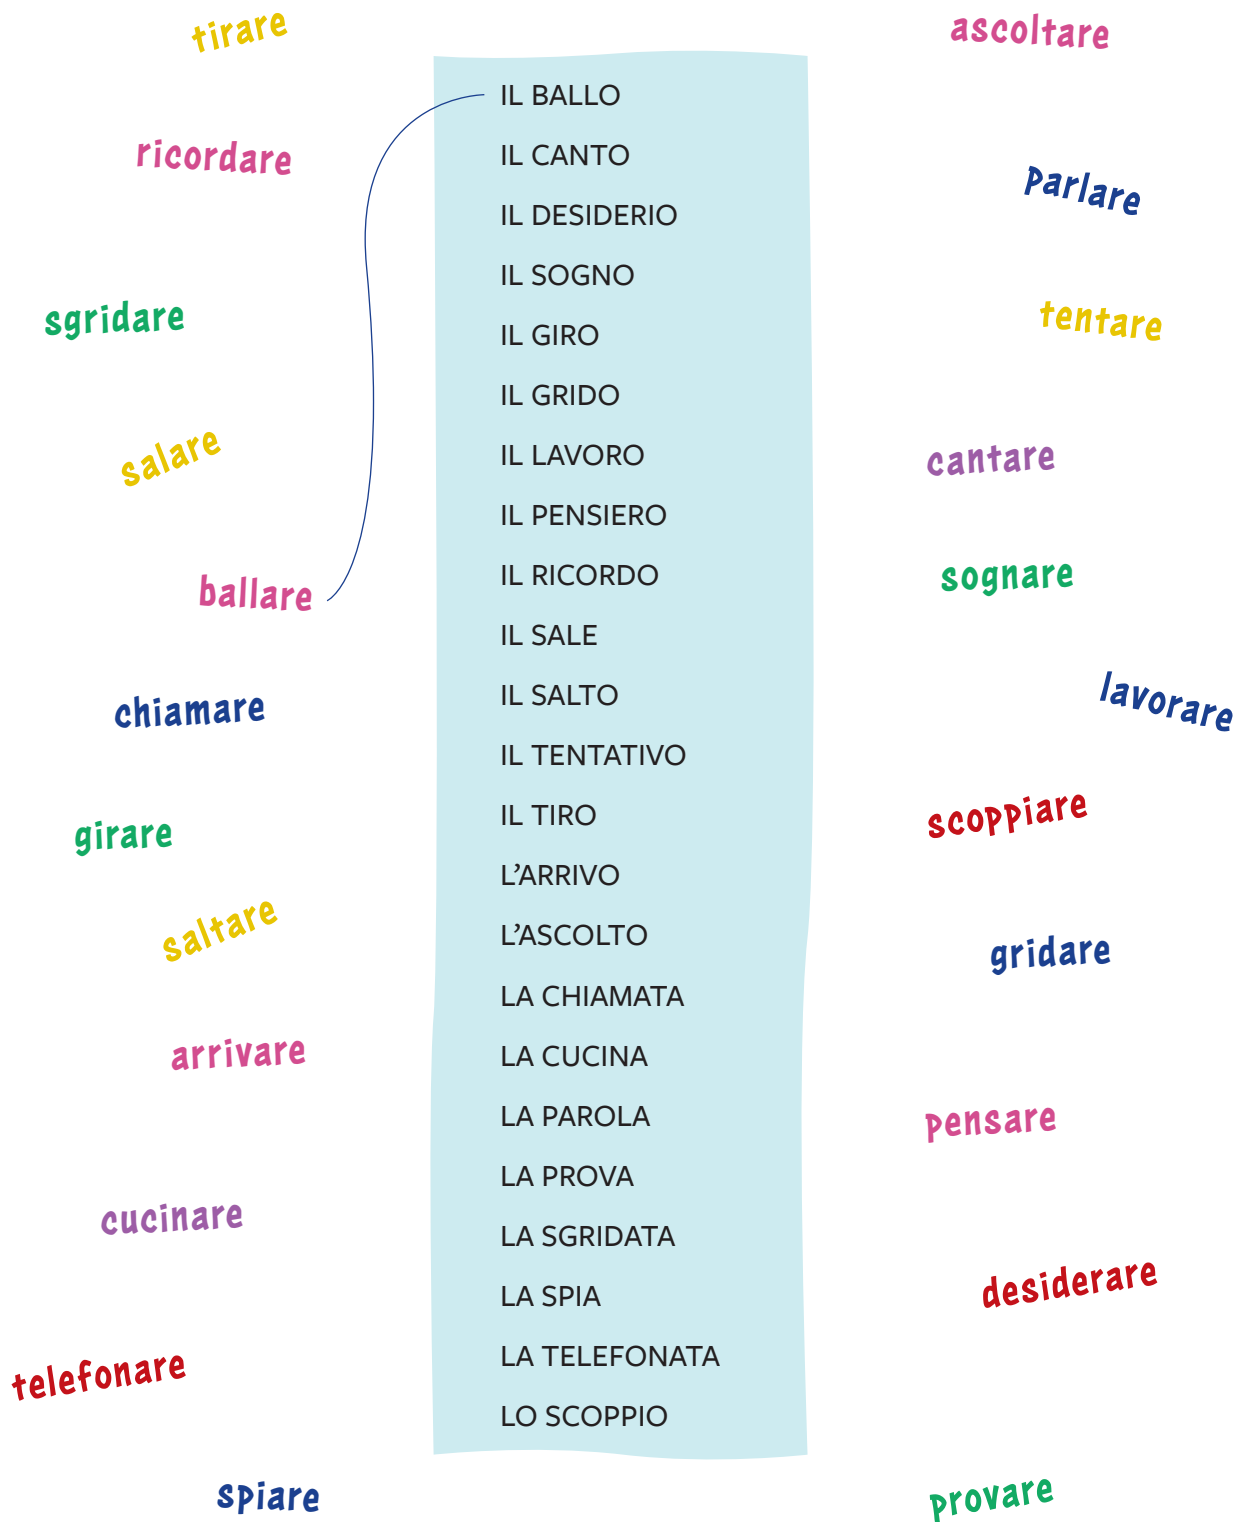 tirare
ricordare
sgridare
salare
ballare
chiamare
girare
saltare
arrivare
cucinare
telefonare
spiare
IL BALLO
IL CANTO
IL DESIDERIO
IL SOGNO
IL GIRO
IL GRIDO
IL LAVORO
IL PENSIERO
IL RICORDO
IL SALE
IL SALTO
IL TENTATIVO
IL TIRO
L’ARRIVO
L’ASCOLTO
LA CHIAMATA
LA CUCINA
LA PAROLA
LA PROVA
LA SGRIDATA
LA SPIA
LA TELEFONATA
LO SCOPPIO
ascoltare
parlare
tentare
cantare
sognare
lavorare
scoppiare
gridare
pensare
desiderare
provare